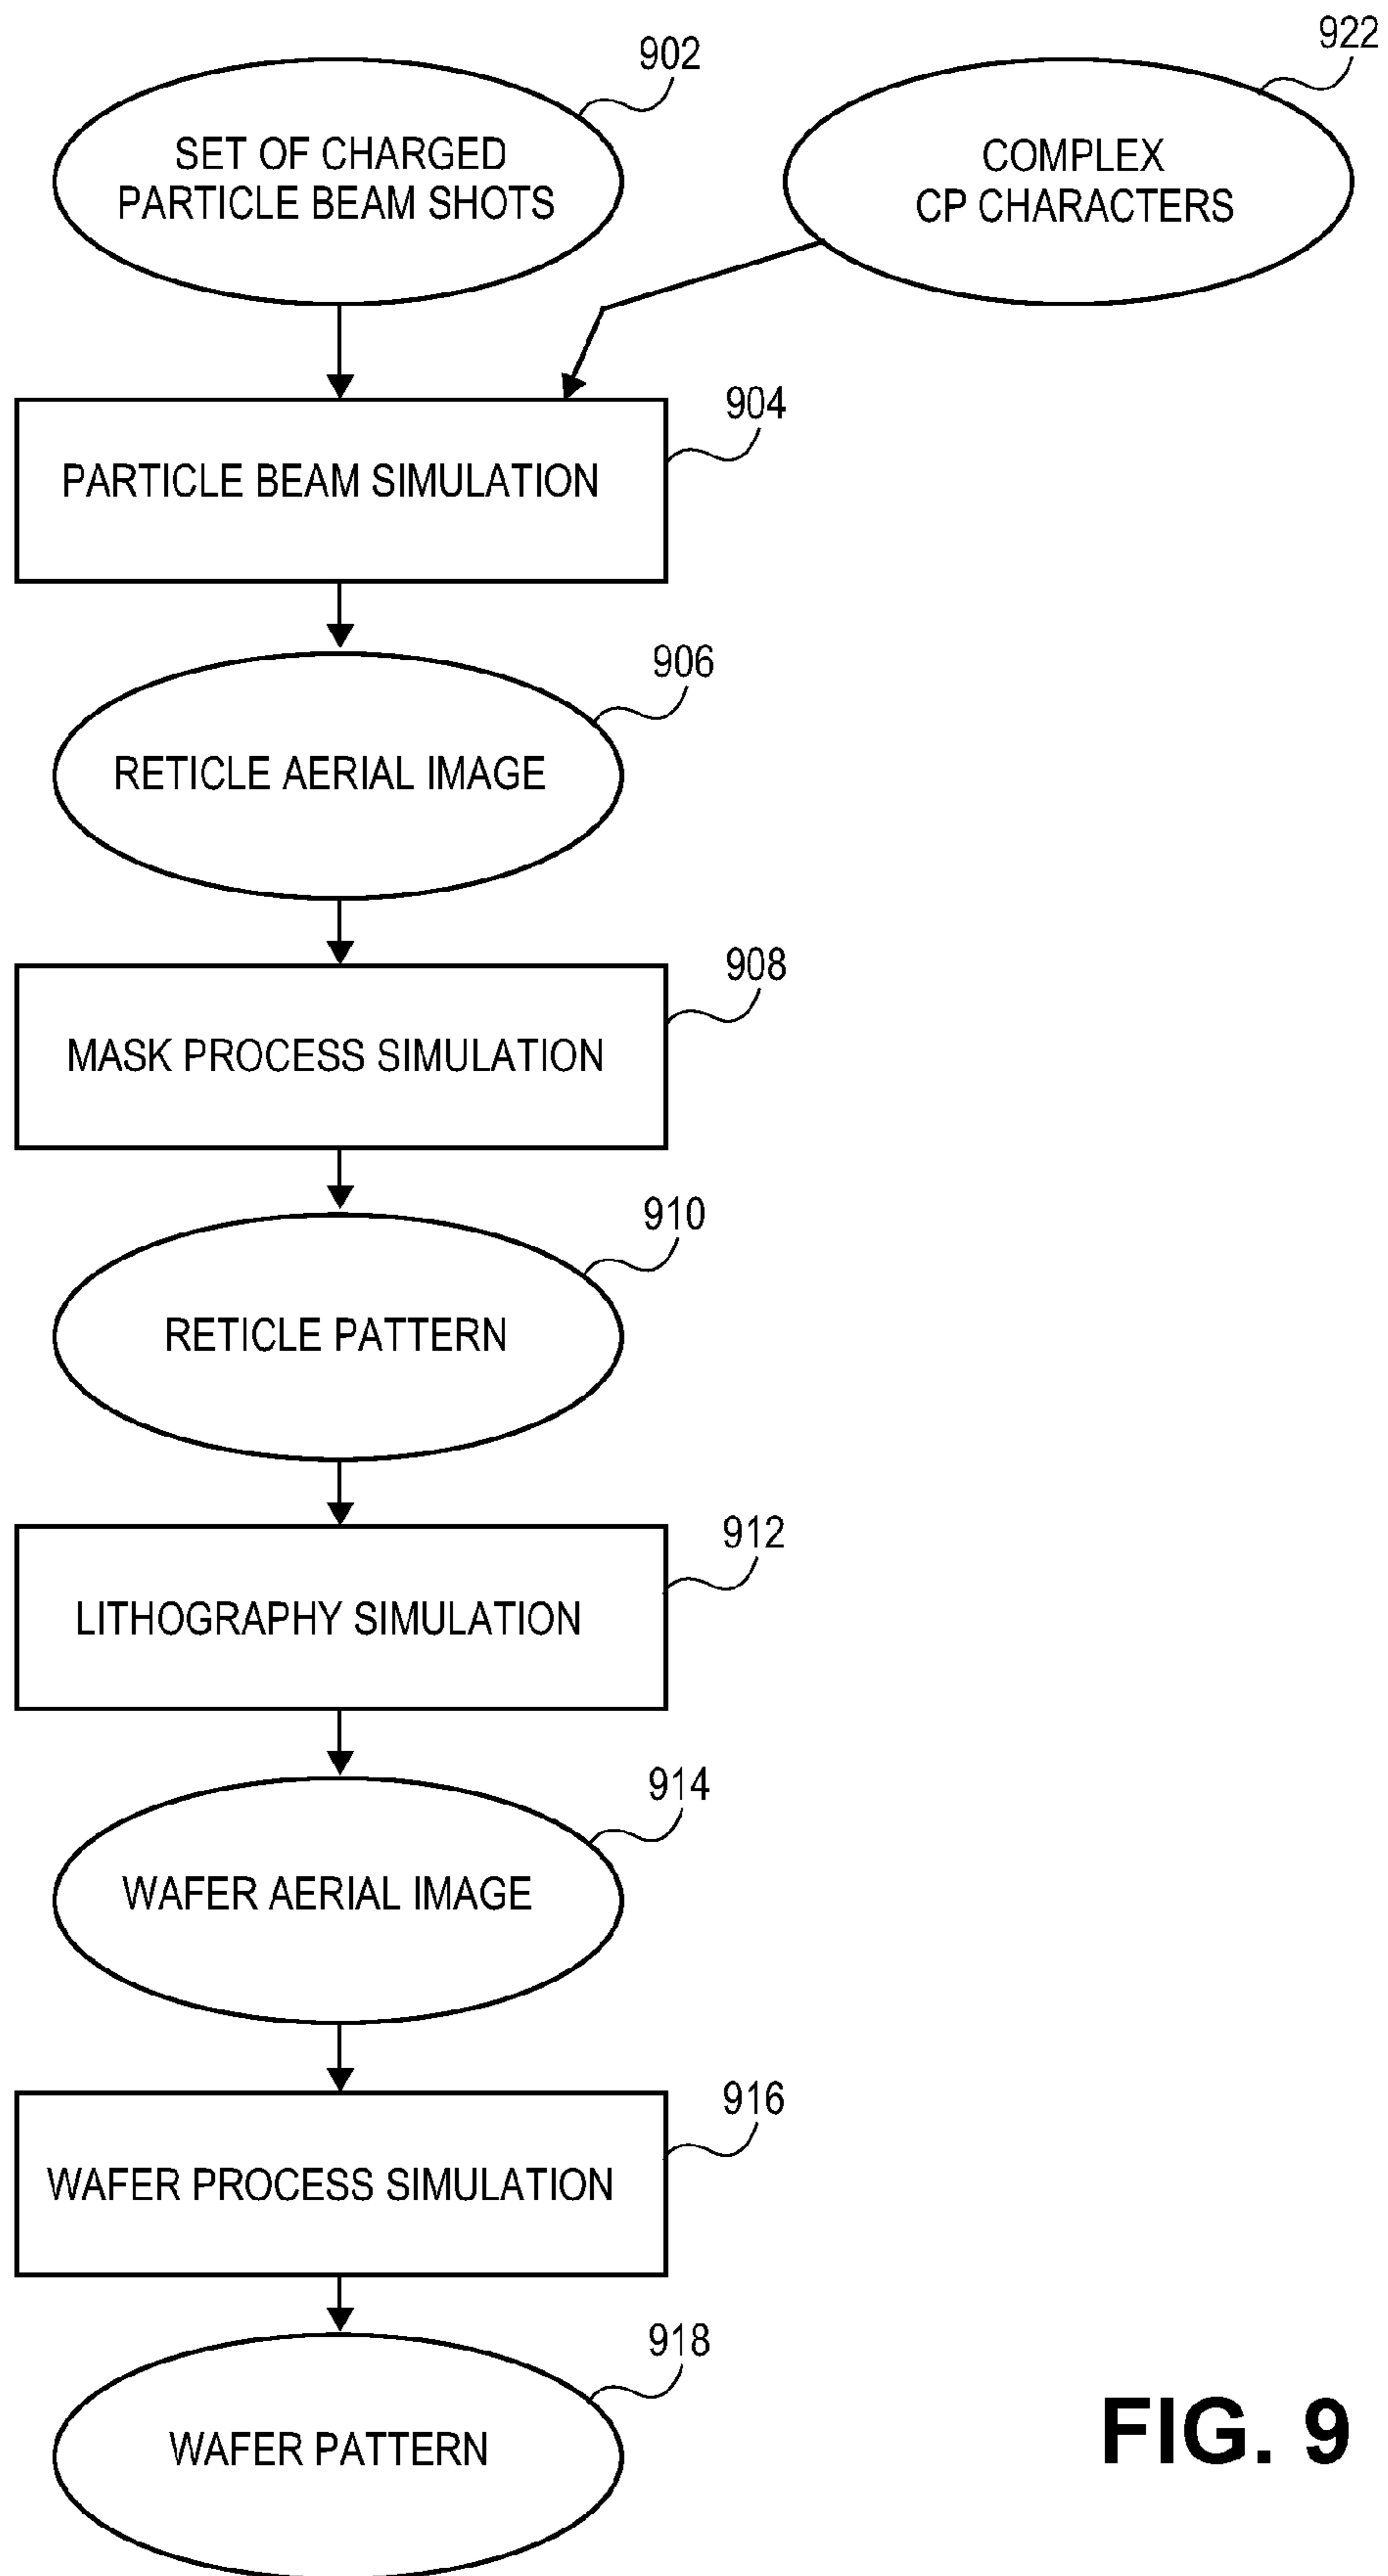 902
SET OF CHARGED
PARTICLE BEAM SHOTS
922
COMPLEX
CP CHARACTERS
904
PARTICLE BEAM SIMULATION
906
RETICLE AERIAL IMAGE
908
MASK PROCESS SIMULATION
910
RETICLE PATTERN
912
LITHOGRAPHY SIMULATION
914
WAFER AERIAL IMAGE
916
WAFER PROCESS SIMULATION
918
WAFER PATTERN
FIG. 9